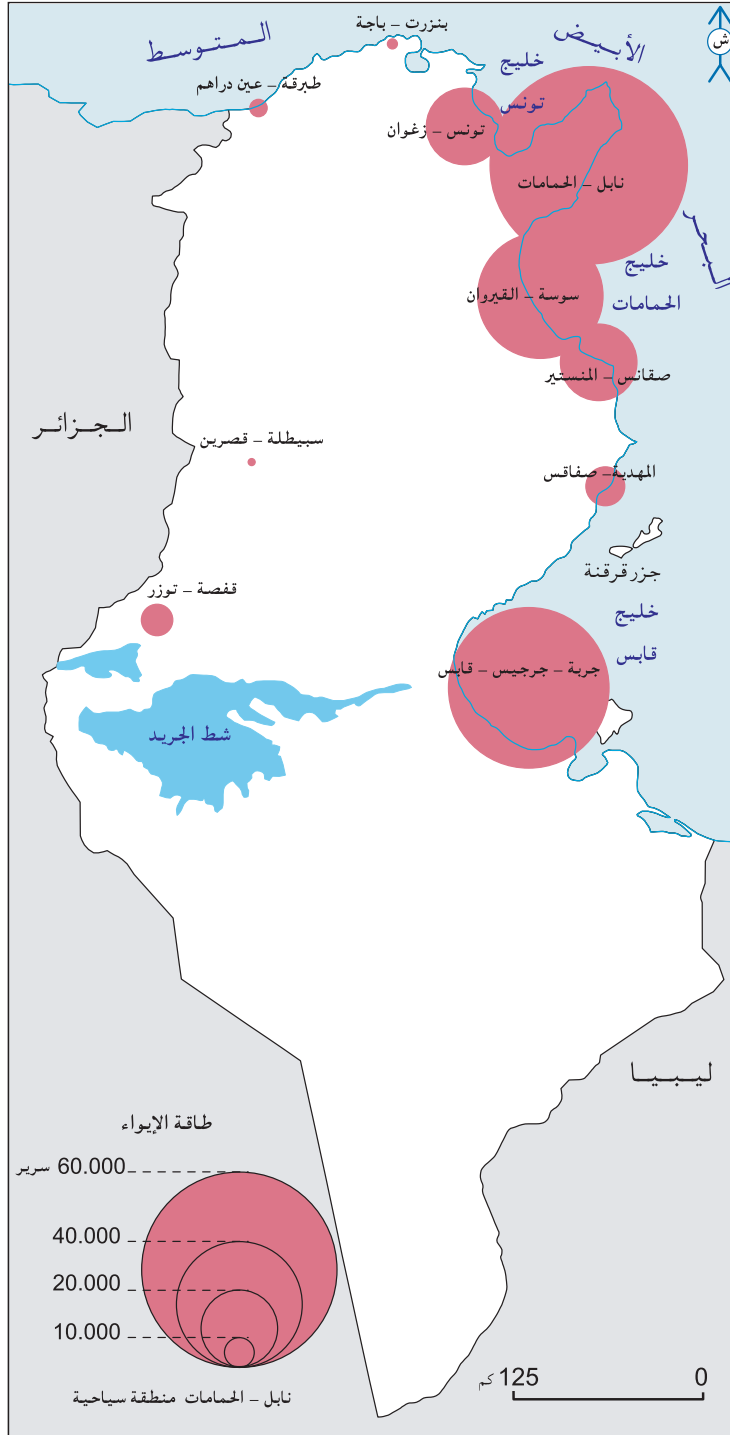 بنزرت – باجة
المتوسط
الأبيض
ش
خليج
تونس
طبرقة – عين دراهم
تونس – زغوان
نابل – الحمامات
البحر
خليج
الحمامات
سوسة – القيروان
صقانس – المنستير
الجزائر
سبيطلة – قصرين
المهدية – صفاقس
جزر قرقنة
قفصة – توزر
خليج
قابس
جربة – جرجيس – قابس
شط الجريد
ليبيا
طاقة الإيواء
60.000 سرير
40.000
20.000
10.000
نابل – الحمامات منطقة سياحية
125 كم 0